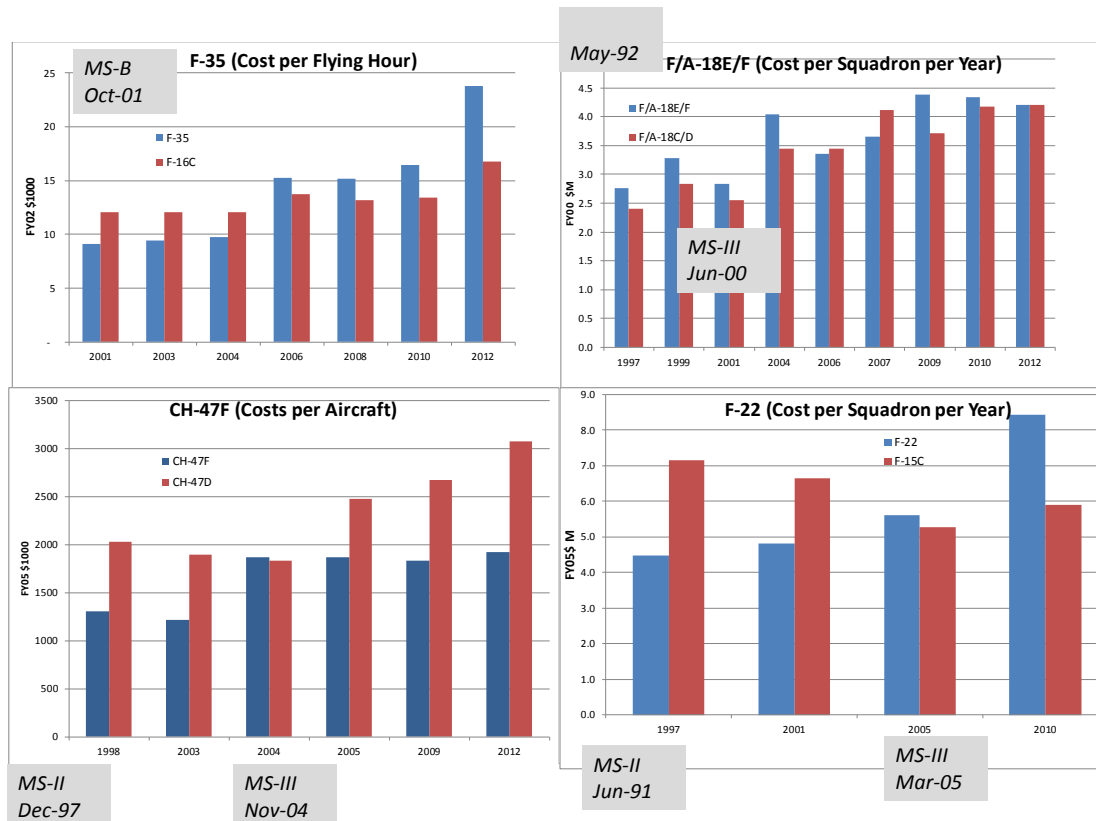 MS-B
Oct-01
F-35 (Cost per Flying Hour)
FY02 $1000
25
20
15
10
5
-
F-35
F-16C
2001 2003 2004 2006 2008 2010 2012
May-92
F/A-18E/F (Cost per Squadron per Year)
FY00 $M
4.5
4.0
3.5
3.0
2.5
2.0
1.5
1.0
0.5
0.0
F/A-18E/F
F/A-18C/D
MS-III
Jun-00
1997 1999 2001 2004 2006 2007 2009 2010 2012
CH-47F (Costs per Aircraft)
FY05 $1000
3500
3000
2500
2000
1500
1000
500
0
CH-47F
CH-47D
1998 2003 2004 2005 2009 2012
MS-II
Dec-97
MS-III
Nov-04
F-22 (Cost per Squadron per Year)
FY05$ M
9.0
8.0
7.0
6.0
5.0
4.0
3.0
2.0
1.0
0.0
F-22
F-15C
1997 2001 2005 2010
MS-II
Jun-91
MS-III
Mar-05